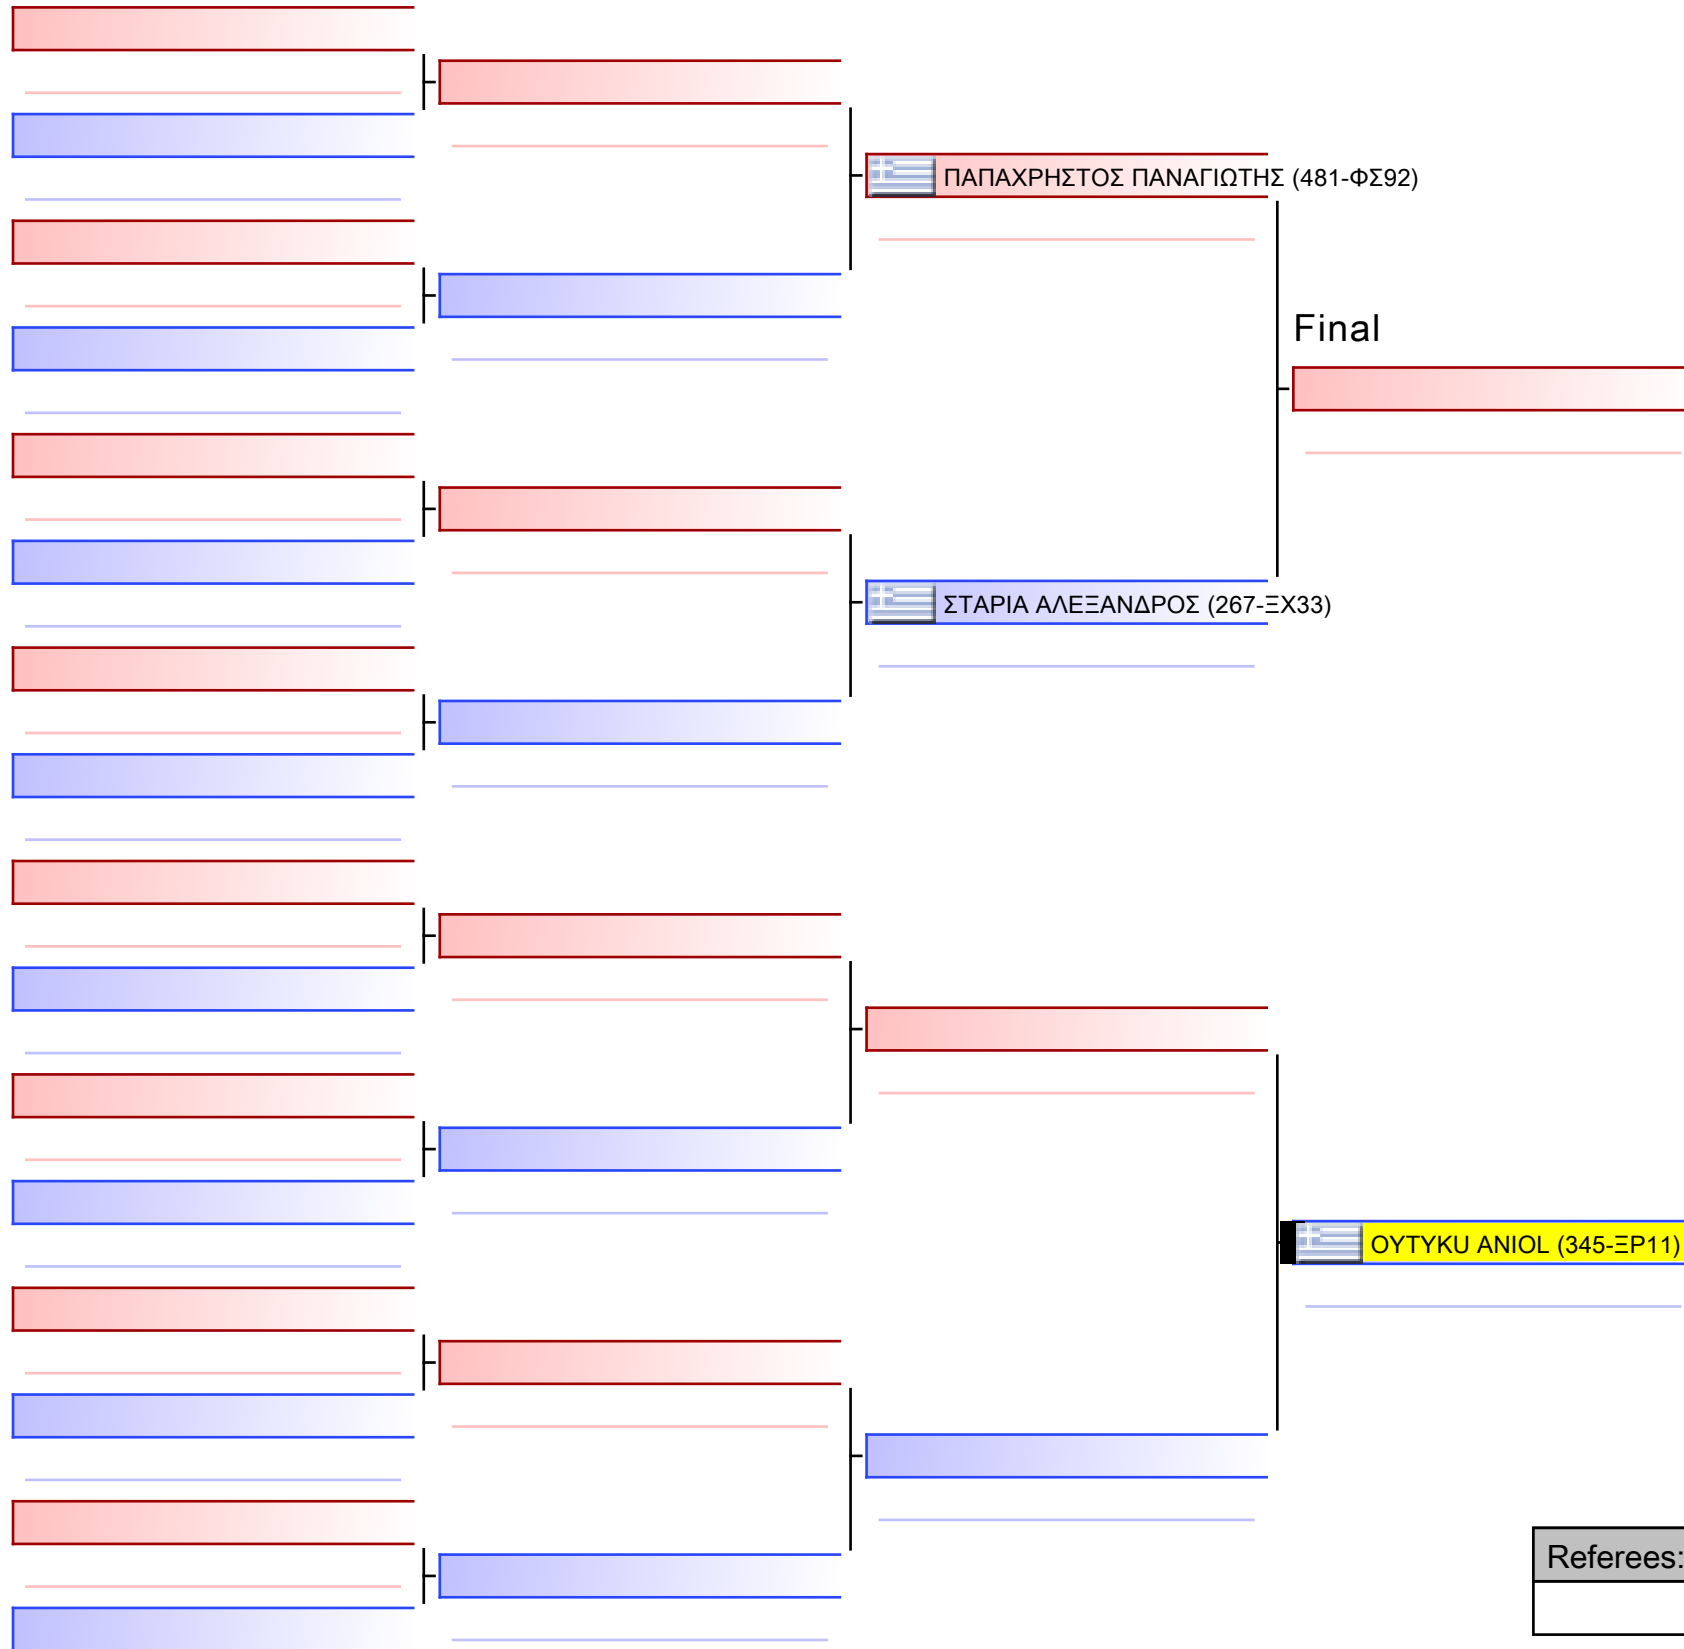 ΠΑΠΑΧΡΗΣΤΟΣ ΠΑΝΑΓΙΩΤΗΣ (481-ΦΣ92)
Final
ΣΤΑΡΙΑ ΑΛΕΞΑΝΔΡΟΣ (267-ΞΧ33)
OYTYKU ANIOL (345-ΞΡ11)
Referees: